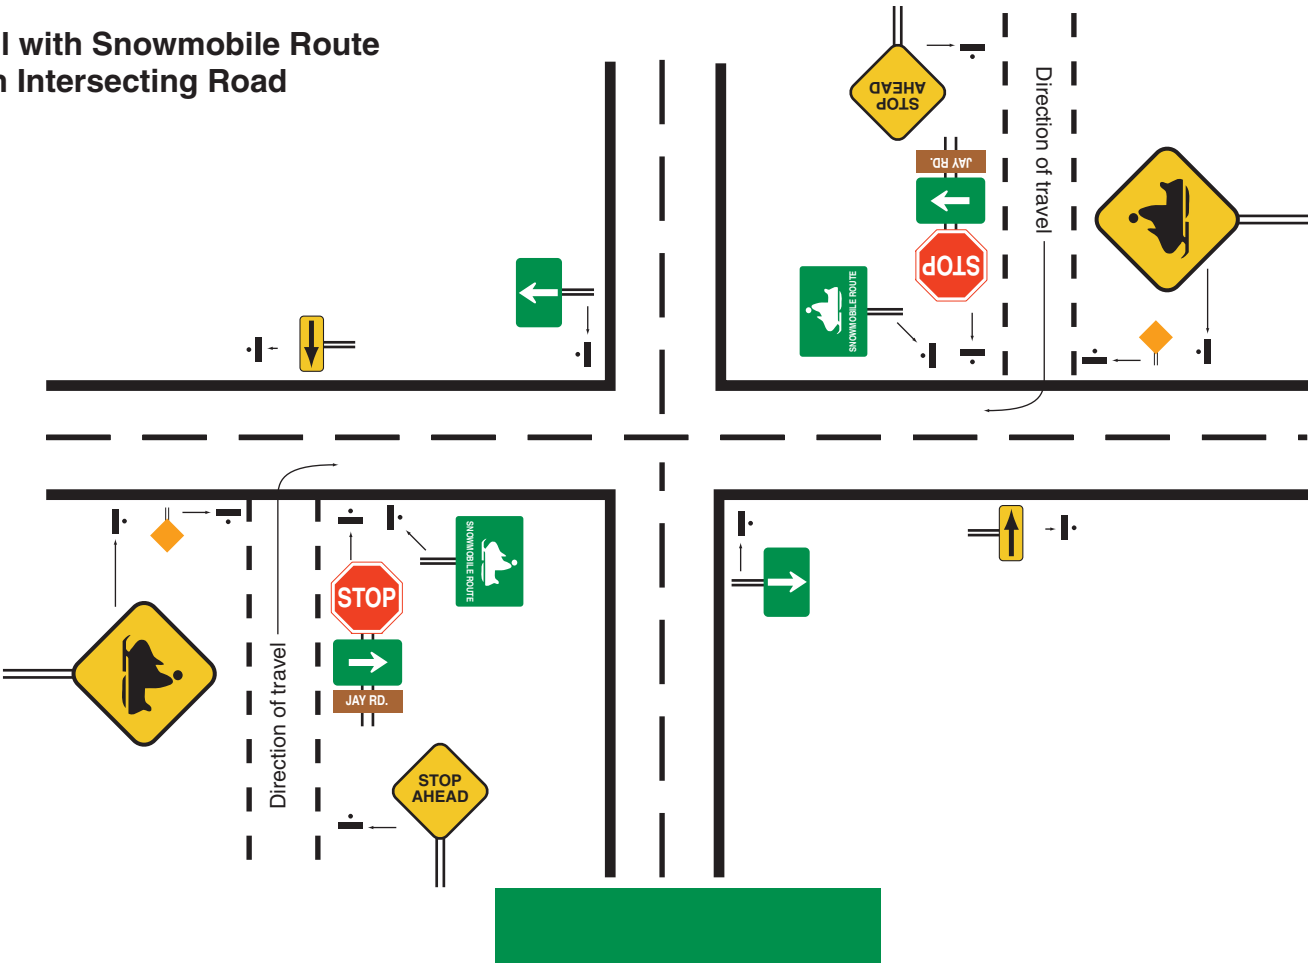 l with Snowmobile Route
n Intersecting Road
STOP
AHEAD
JAY RD.
STOP
SNOWMOBILE ROUTE
Direction of travel
SNOWMOBILE ROUTE
STOP
JAY RD.
Direction of travel
STOP
AHEAD